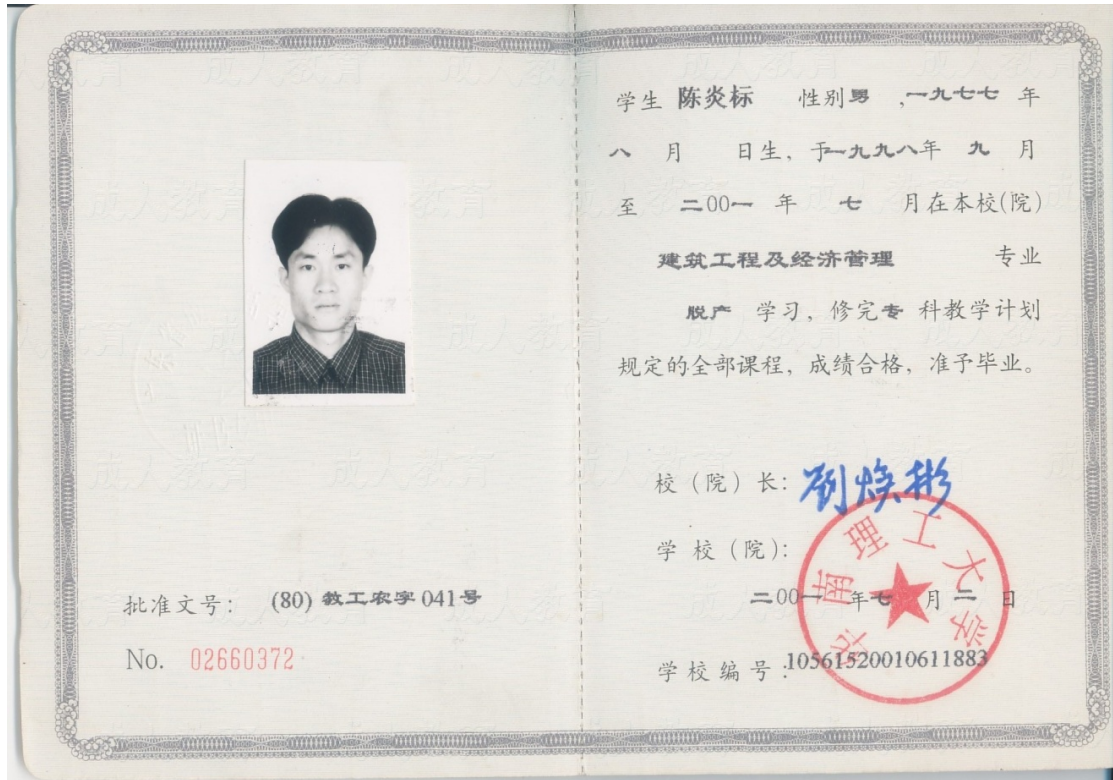 批准文号： (80) 教工农字 041号
No. 02660372
学生 陈炎标 性别男 ,一九七七 年
八 月 日生，于一九九八年 九 月
至 二00一 年 七 月在本校(院)
建筑工程及经济管理 专业
脱产 学习，修完专 科教学计划
规定的全部课程，成绩合格，准予毕业。
校（院）长：刘焕彬
学 校（院）：
华南理工大学
二00一 年七 月 二 日
学 校 编 号 :10561520010611883
成人教育